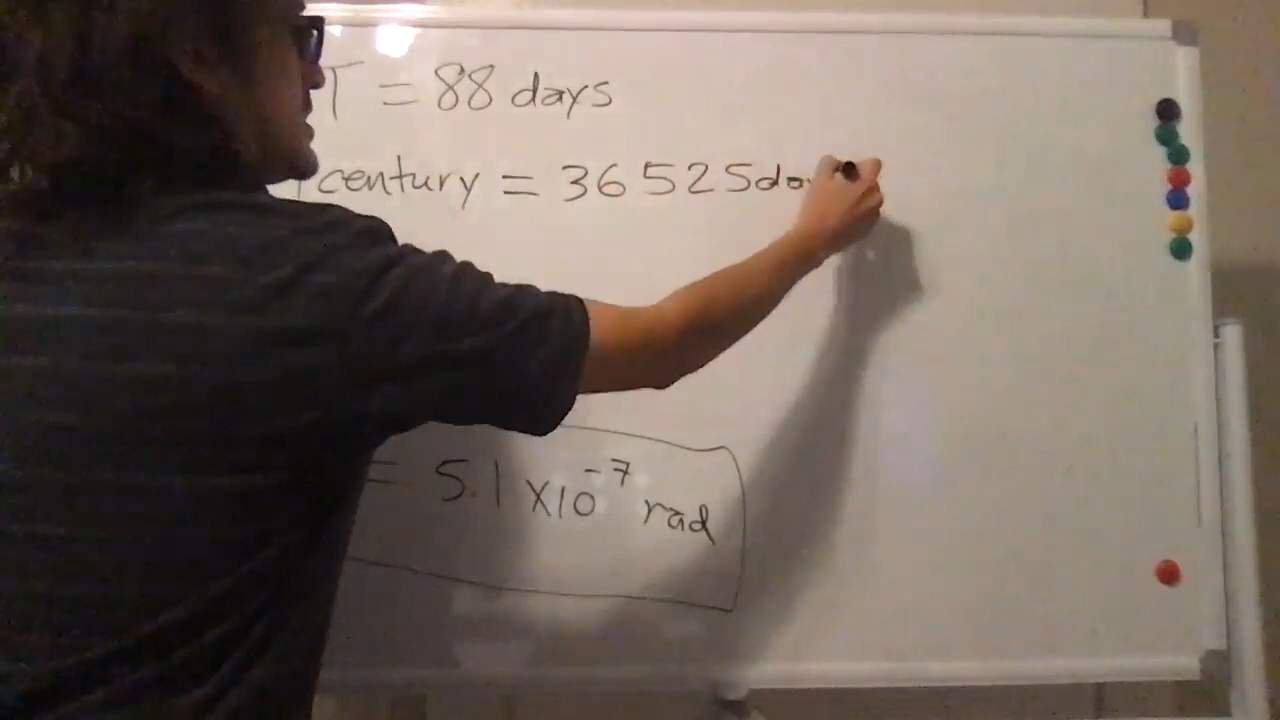 T = 88 days
century = 36525
= 5.1 x10⁻⁷ rad